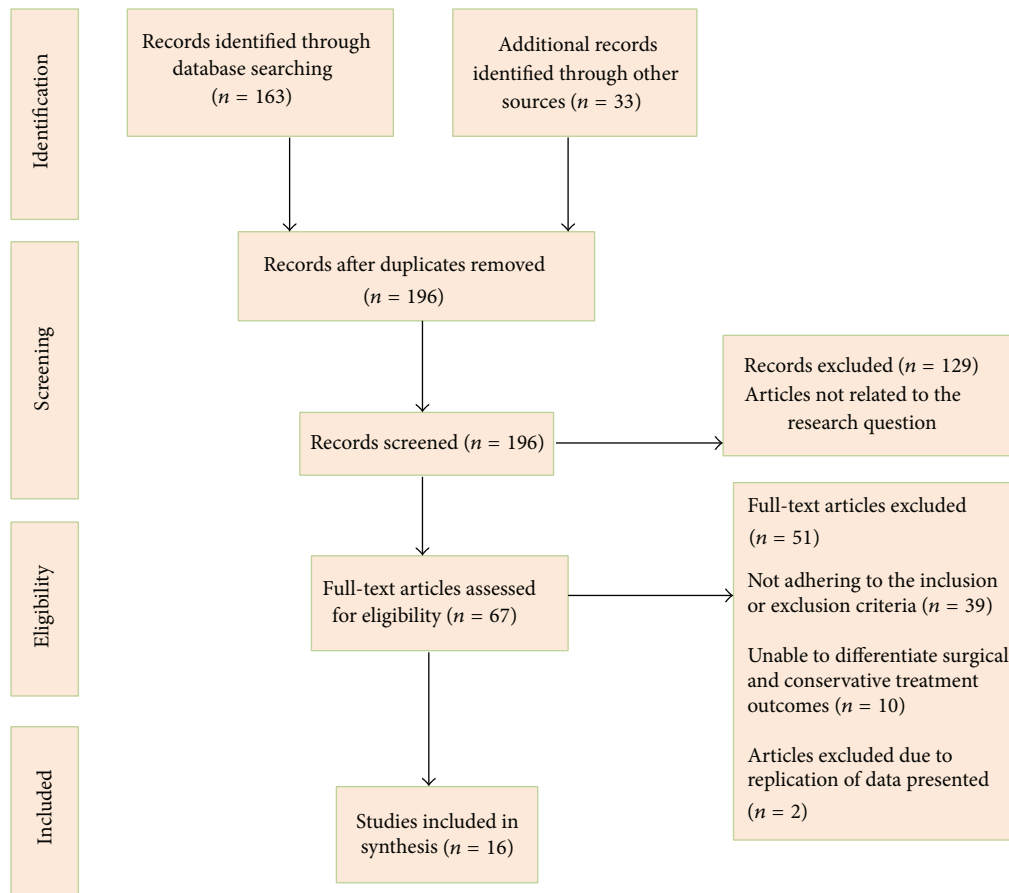 Identification
Records identified through
database searching
(n = 163)
Additional records
identified through other
sources (n = 33)
Screening
Records after duplicates removed
(n = 196)
Records screened (n = 196)
Records excluded (n = 129)
Articles not related to the
research question
Eligibility
Full-text articles assessed
for eligibility (n = 67)
Full-text articles excluded
(n = 51)
Not adhering to the inclusion
or exclusion criteria (n = 39)
Unable to differentiate surgical
and conservative treatment
outcomes (n = 10)
Articles excluded due to
replication of data presented
(n = 2)
Included
Studies included in
synthesis (n = 16)